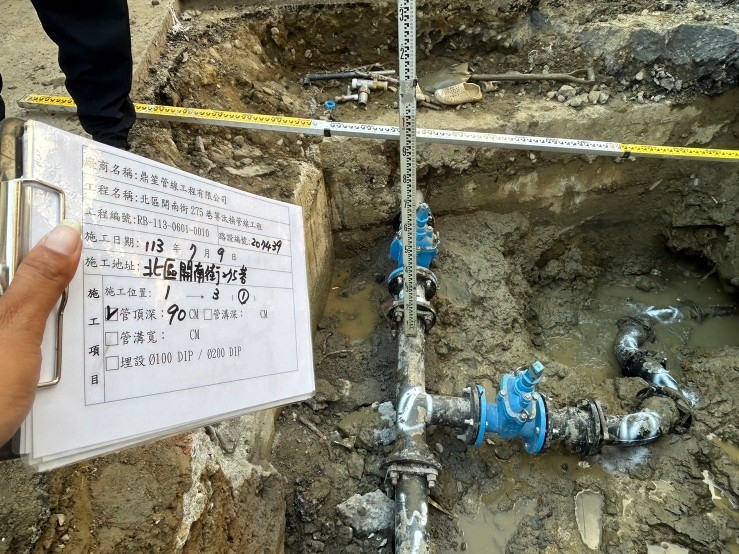 廠商名稱:鼎笙管線工程有限公司
工程名稱:北區開南街275巷等汰換管線工程
工程編號:RB-113-0601-0010 路證編號:207439
施工日期: 113 年 7 月 9 日
施工地址: 北區開南街275巷
施工項目
施工位置: 1 → 3 (①)
☑管頂深: 90 CM □管溝深: CM
□管溝寬: CM
□埋設 Ø100 DIP / Ø200 DIP